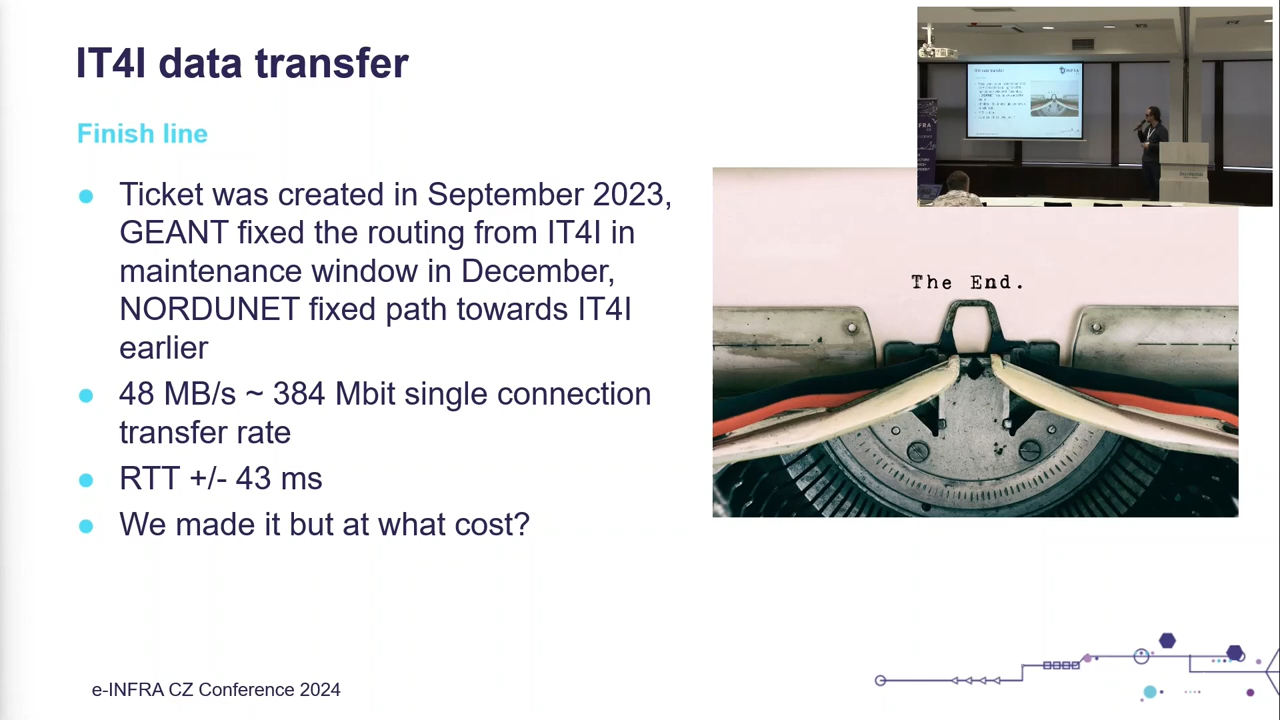 IT4I data transfer
Finish line
Ticket was created in September 2023,
GEANT fixed the routing from IT4I in
maintenance window in December,
NORDUNET fixed path towards IT4I
earlier
48 MB/s ~ 384 Mbit single connection
transfer rate
RTT +/- 43 ms
We made it but at what cost?
The End.
e-INFRA CZ Conference 2024